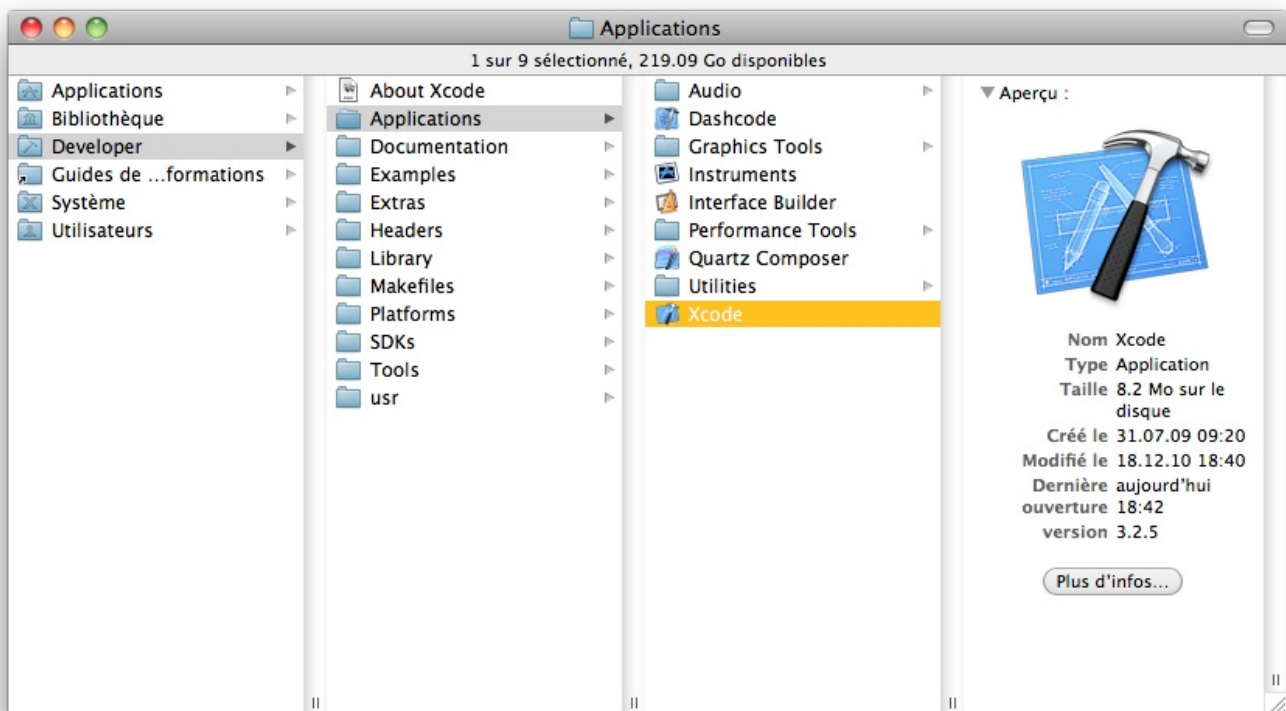 Applications
1 sur 9 sélectionné, 219.09 Go disponibles
Applications
Bibliothèque
Developer
Guides de ...formations
Système
Utilisateurs
About Xcode
Applications
Documentation
Examples
Extras
Headers
Library
Makefiles
Platforms
SDKs
Tools
usr
Audio
Dashcode
Graphics Tools
Instruments
Interface Builder
Performance Tools
Quartz Composer
Utilities
Xcode
Aperçu :
Nom Xcode
Type Application
Taille 8.2 Mo sur le
disque
Créé le 31.07.09 09:20
Modifié le 18.12.10 18:40
Dernière aujourd'hui
ouverture 18:42
version 3.2.5
Plus d'infos...